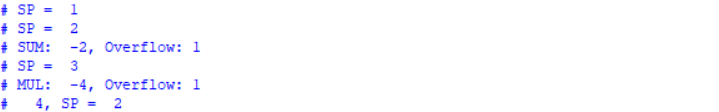 # SP =  1
# SP =  2
# SUM:  -2, Overflow: 1
# SP =  3
# MUL:  -4, Overflow: 1
#   4, SP =  2